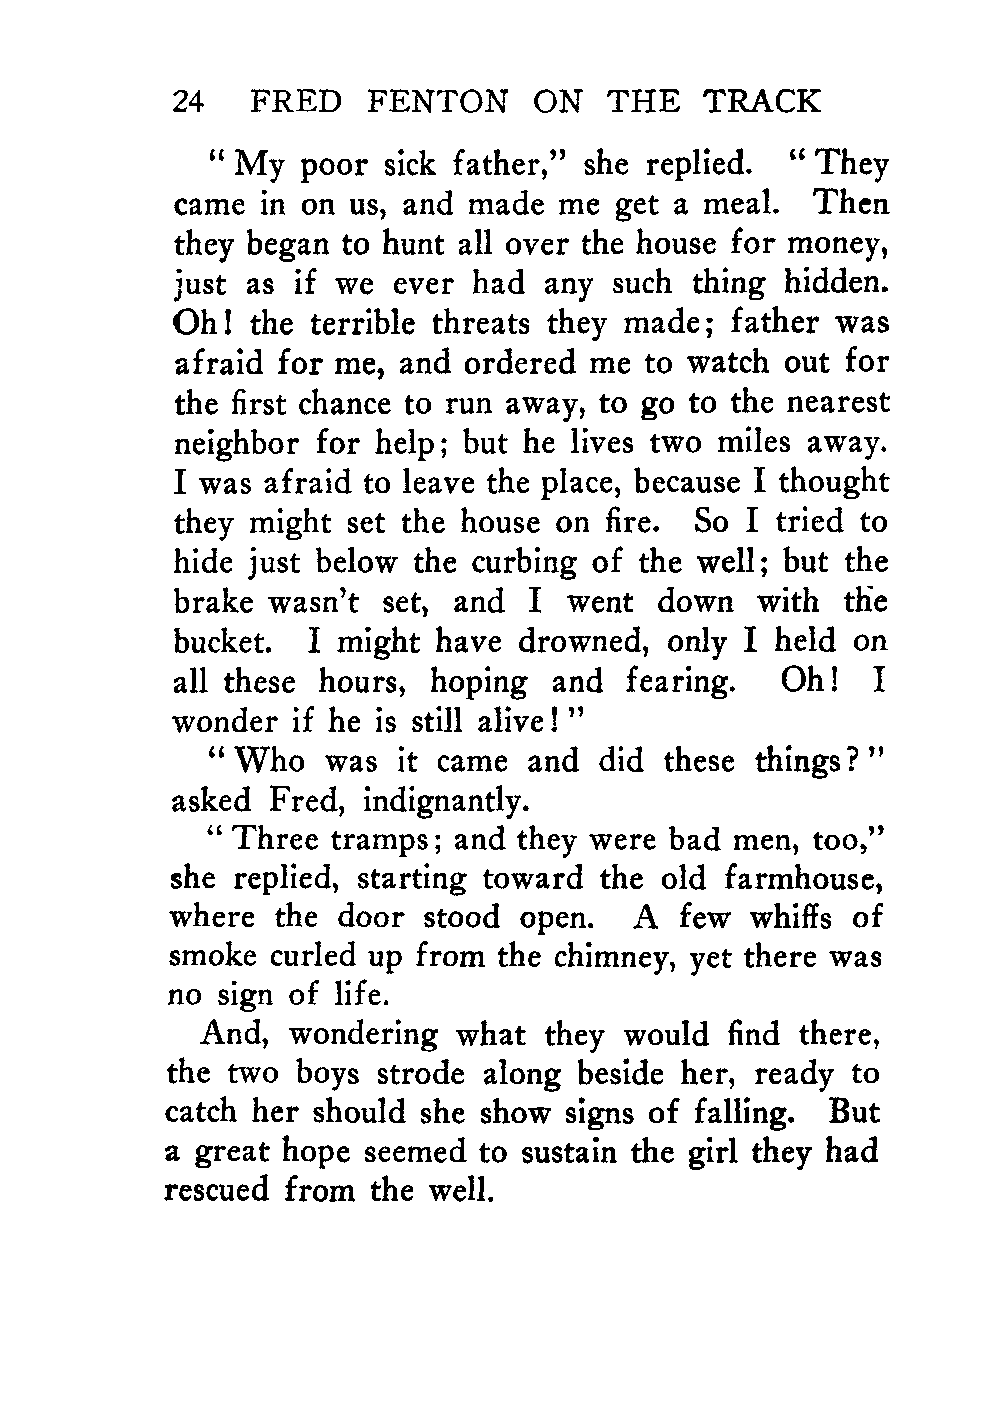 24 FRED FENTON ON THE TRACK
"My poor sick father," she replied. "They
came in on us, and made me get a meal. Then
they began to hunt all over the house for money,
just as if we ever had any such thing hidden.
Oh! the terrible threats they made; father was
afraid for me, and ordered me to watch out for
the first chance to run away, to go to the nearest
neighbor for help; but he lives two miles away.
I was afraid to leave the place, because I thought
they might set the house on fire. So I tried to
hide just below the curbing of the well; but the
brake wasn't set, and I went down with the
bucket. I might have drowned, only I held on
all these hours, hoping and fearing. Oh! I
wonder if he is still alive!"
"Who was it came and did these things?"
asked Fred, indignantly.
"Three tramps; and they were bad men, too,"
she replied, starting toward the old farmhouse,
where the door stood open. A few whiffs of
smoke curled up from the chimney, yet there was
no sign of life.
And, wondering what they would find there,
the two boys strode along beside her, ready to
catch her should she show signs of falling. But
a great hope seemed to sustain the girl they had
rescued from the well.